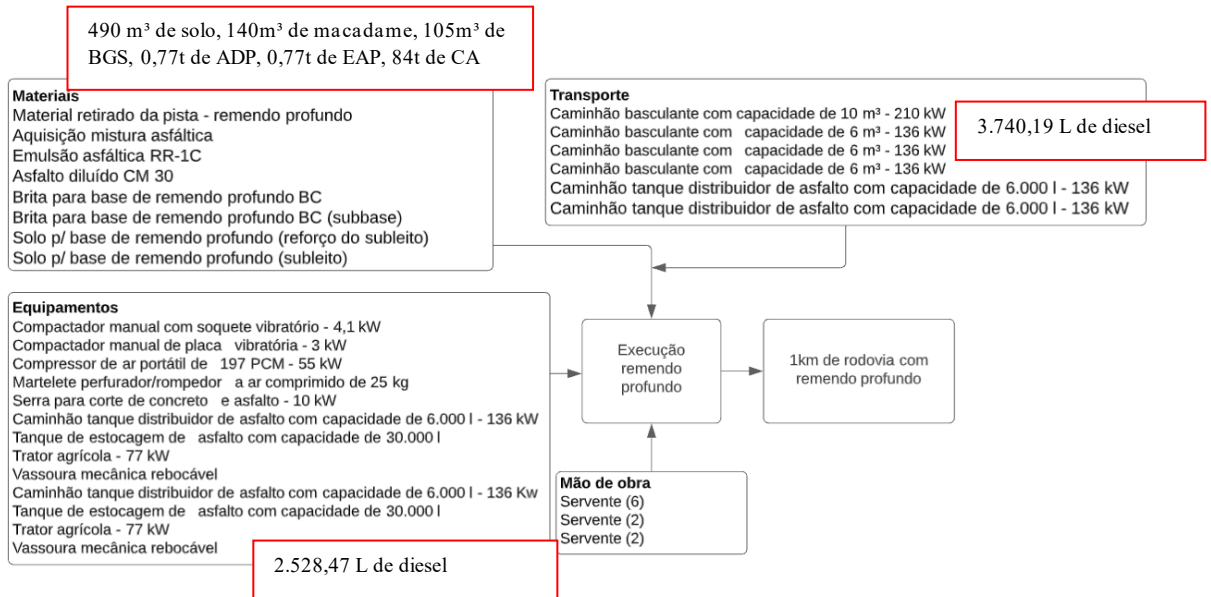 490 m³ de solo, 140m³ de macadame, 105m³ de
BGS, 0,77t de ADP, 0,77t de EAP, 84t de CA
Materiais
Material retirado da pista - remendo profundo
Aquisição mistura asfáltica
Emulsão asfáltica RR-1C
Asfalto diluído CM 30
Brita para base de remendo profundo BC
Brita para base de remendo profundo BC (subbase)
Solo p/ base de remendo profundo (reforço do subleito)
Solo p/ base de remendo profundo (subleito)
Transporte
Caminhão basculante com capacidade de 10 m³ - 210 kW
Caminhão basculante com capacidade de 6 m³ - 136 kW
Caminhão basculante com capacidade de 6 m³ - 136 kW
Caminhão basculante com capacidade de 6 m³ - 136 kW
Caminhão tanque distribuidor de asfalto com capacidade de 6.000 l - 136 kW
Caminhão tanque distribuidor de asfalto com capacidade de 6.000 l - 136 kW
3.740,19 L de diesel
Equipamentos
Compactador manual com soquete vibratório - 4,1 kW
Compactador manual de placa vibratória - 3 kW
Compressor de ar portátil de 197 PCM - 55 kW
Martelete perfurador/rompedor a ar comprimido de 25 kg
Serra para corte de concreto e asfalto - 10 kW
Caminhão tanque distribuidor de asfalto com capacidade de 6.000 l - 136 kW
Tanque de estocagem de asfalto com capacidade de 30.000 l
Trator agrícola - 77 kW
Vassoura mecânica rebocável
Caminhão tanque distribuidor de asfalto com capacidade de 6.000 l - 136 Kw
Tanque de estocagem de asfalto com capacidade de 30.000 l
Trator agrícola - 77 kW
Vassoura mecânica rebocável
2.528,47 L de diesel
Execução
remendo
profundo
1km de rodovia com
remendo profundo
Mão de obra
Servente (6)
Servente (2)
Servente (2)